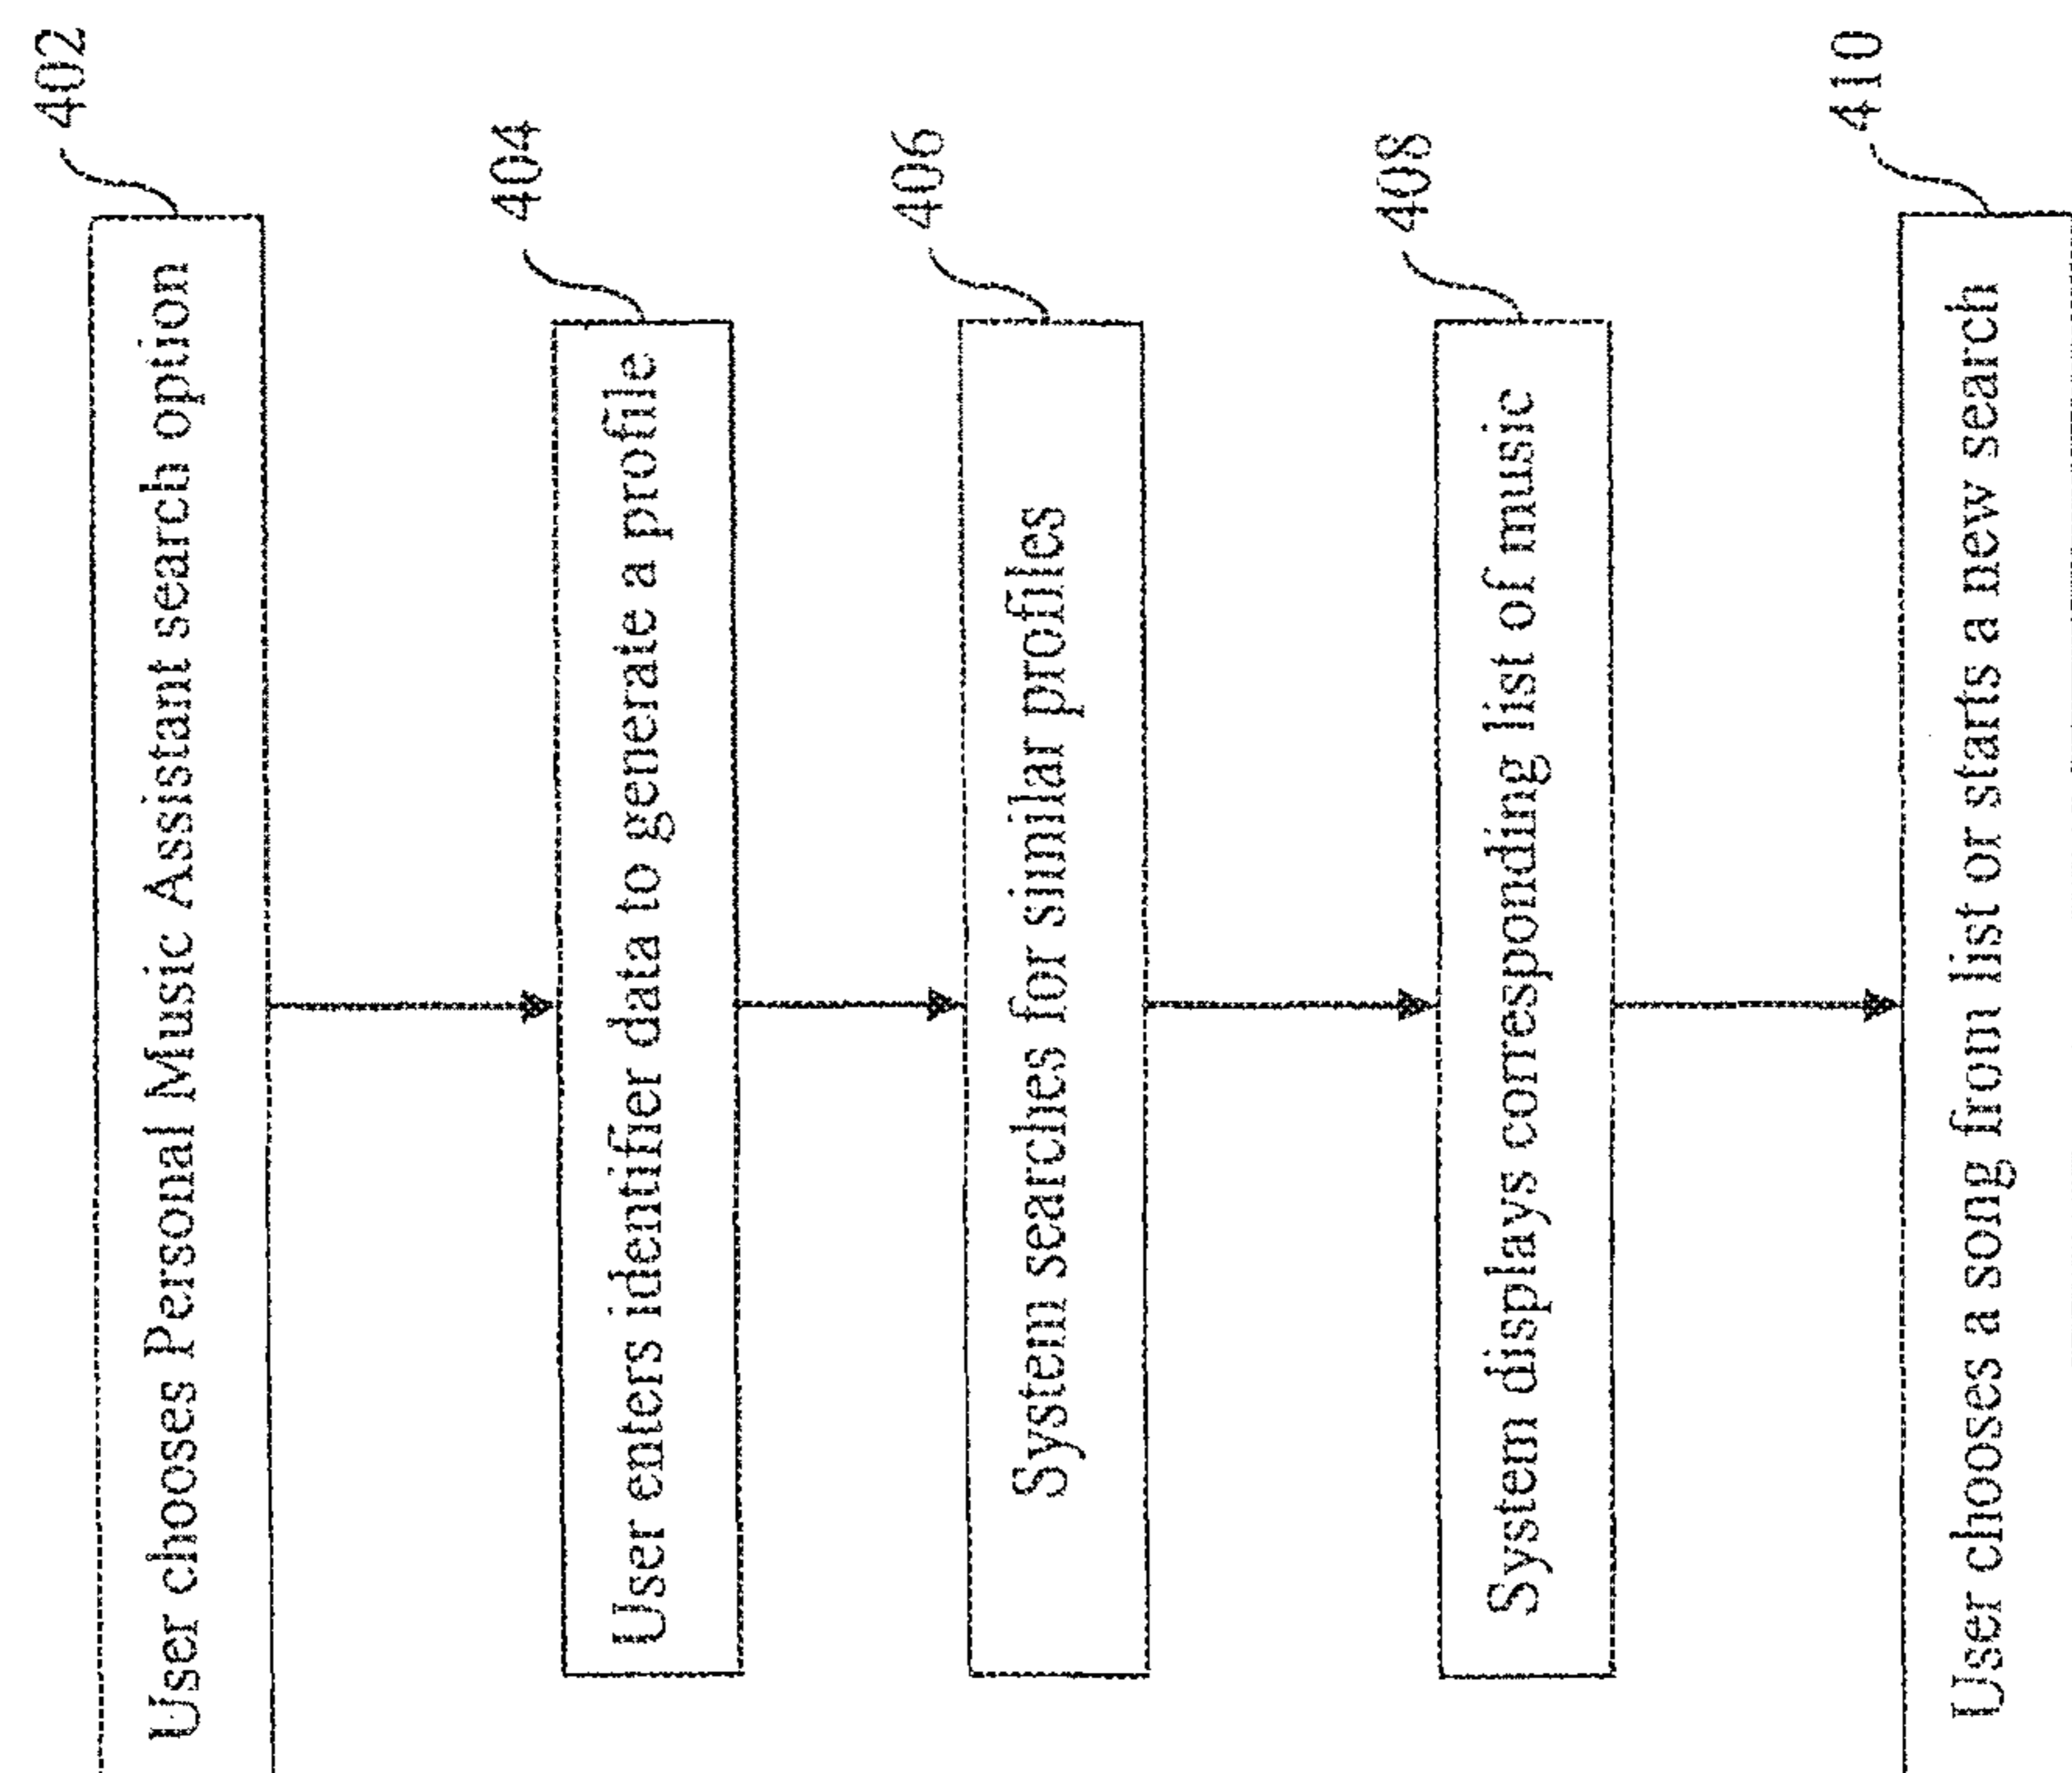 402
User chooses Personal Music Assistant search option
404
User enters identifier data to generate a profile
406
System searches for similar profiles
408
System displays corresponding list of music
410
User chooses a song from list or starts a new search